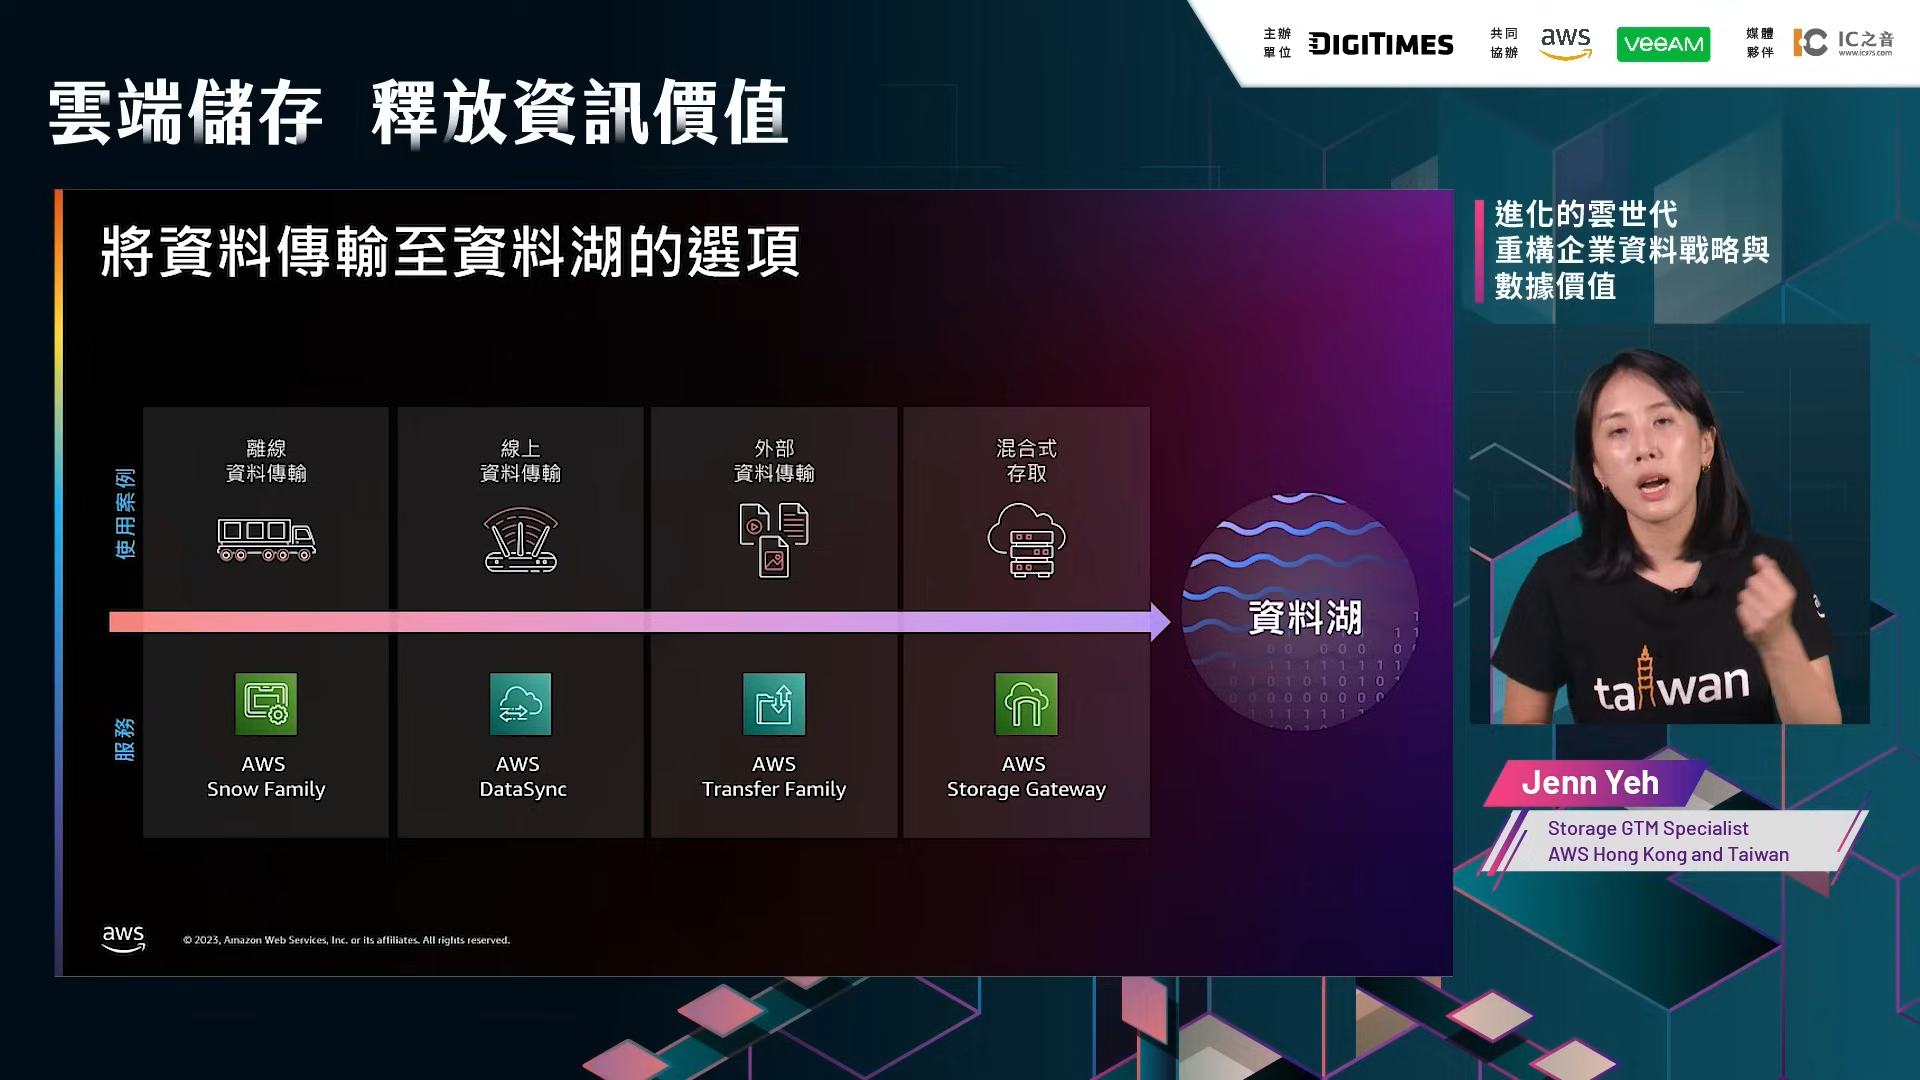 主辦
單位
DIGITIMES
共同
協辦
aws
veeAM
媒體
夥伴
IC之音
www.ic975.com
雲端儲存 釋放資訊價值
進化的雲世代
重構企業資料戰略與
數據價值
將資料傳輸至資料湖的選項
使用案例
離線
資料傳輸
線上
資料傳輸
外部
資料傳輸
混合式
存取
資料湖
服務
AWS
Snow Family
AWS
DataSync
AWS
Transfer Family
AWS
Storage Gateway
taiwan
Jenn Yeh
Storage GTM Specialist
AWS Hong Kong and Taiwan
aws
© 2023, Amazon Web Services, Inc. or its affiliates. All rights reserved.